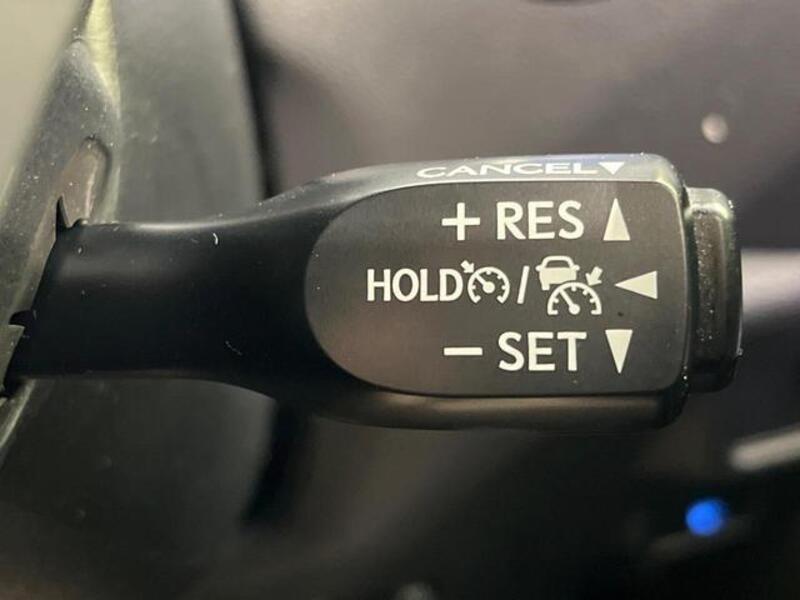 CANCEL▼
+ RES ▲
HOLD / ◀
– SET ▼